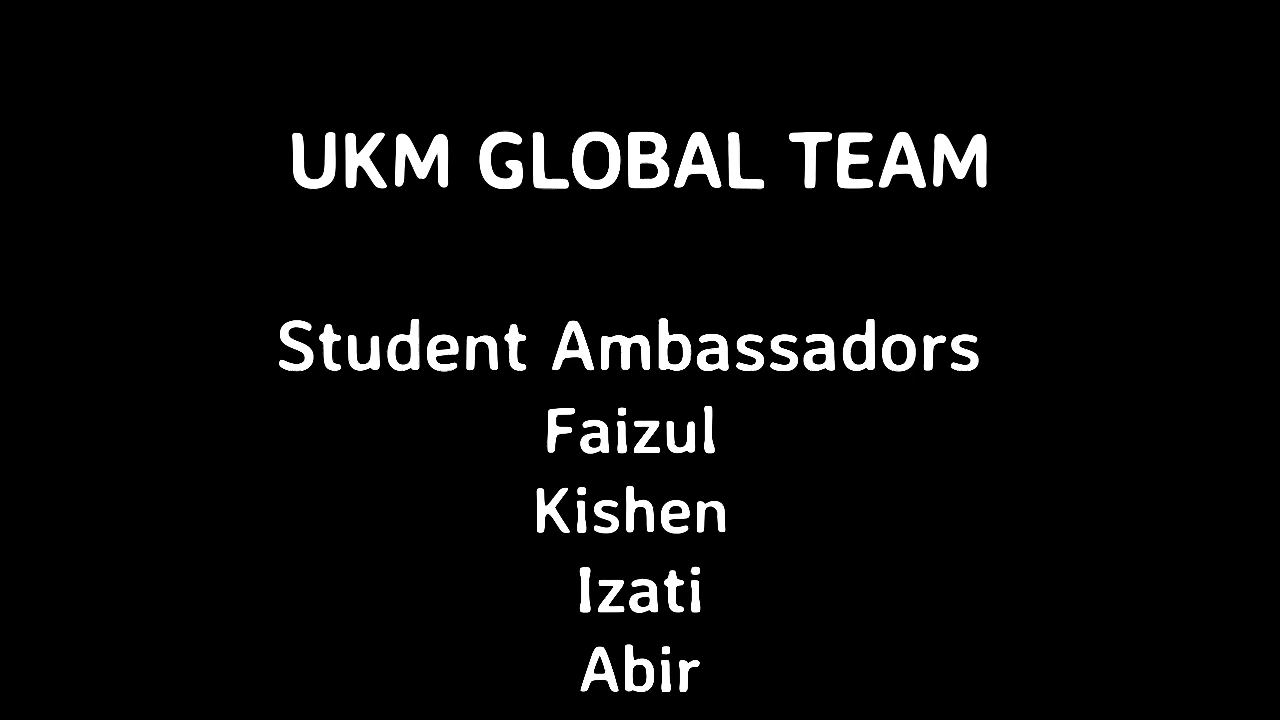 UKM GLOBAL TEAM
Student Ambassadors
Faizul
Kishen
Izati
Abir